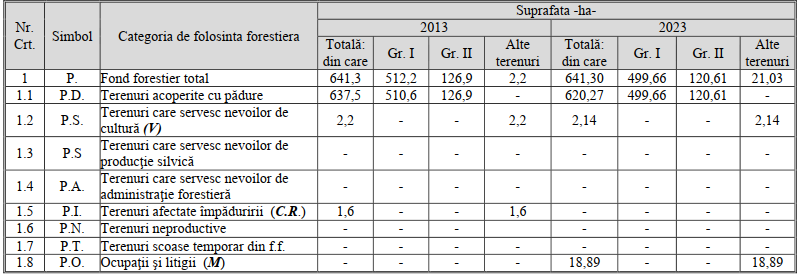 Nr. Crt. Simbol Categoria de folosinta forestiera Suprafata -ha-
2013 2023
Totală: din care Gr. I Gr. II Alte terenuri Totală: din care Gr. I Gr. II Alte terenuri
1 P. Fond forestier total 641,3 512,2 126,9 2,2 641,30 499,66 120,61 21,03
1.1 P.D. Terenuri acoperite cu pădure 637,5 510,6 126,9 - 620,27 499,66 120,61 -
1.2 P.S. Terenuri care servesc nevoilor de cultură (V) 2,2 - - 2,2 2,14 - - 2,14
1.3 P.S Terenuri care servesc nevoilor de producţie silvică - - - - - - - -
1.4 P.A. Terenuri care servesc nevoilor de administraţie forestieră - - - - - - - -
1.5 P.I. Terenuri afectate împăduririi (C.R.) 1,6 - - 1,6 - - - -
1.6 P.N. Terenuri neproductive - - - - - - - -
1.7 P.T. Terenuri scoase temporar din f.f. - - - - - - - -
1.8 P.O. Ocupaţii şi litigii (M) - - - - 18,89 - - 18,89